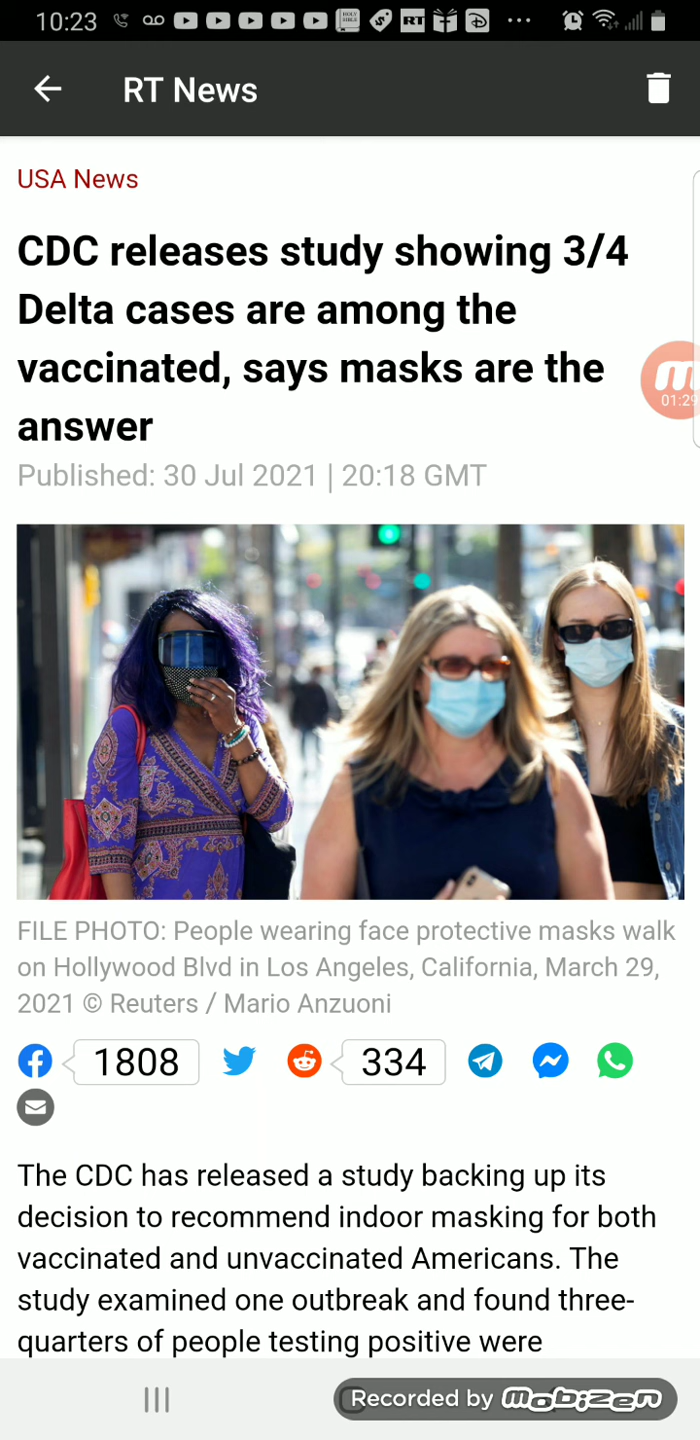 10:23
RT
RT News
USA News
CDC releases study showing 3/4
Delta cases are among the
vaccinated, says masks are the
answer
01:29
Published: 30 Jul 2021 | 20:18 GMT
FILE PHOTO: People wearing face protective masks walk
on Hollywood Blvd in Los Angeles, California, March 29,
2021 © Reuters / Mario Anzuoni
1808
334
The CDC has released a study backing up its
decision to recommend indoor masking for both
vaccinated and unvaccinated Americans. The
study examined one outbreak and found three-
quarters of people testing positive were
Recorded by mobizen